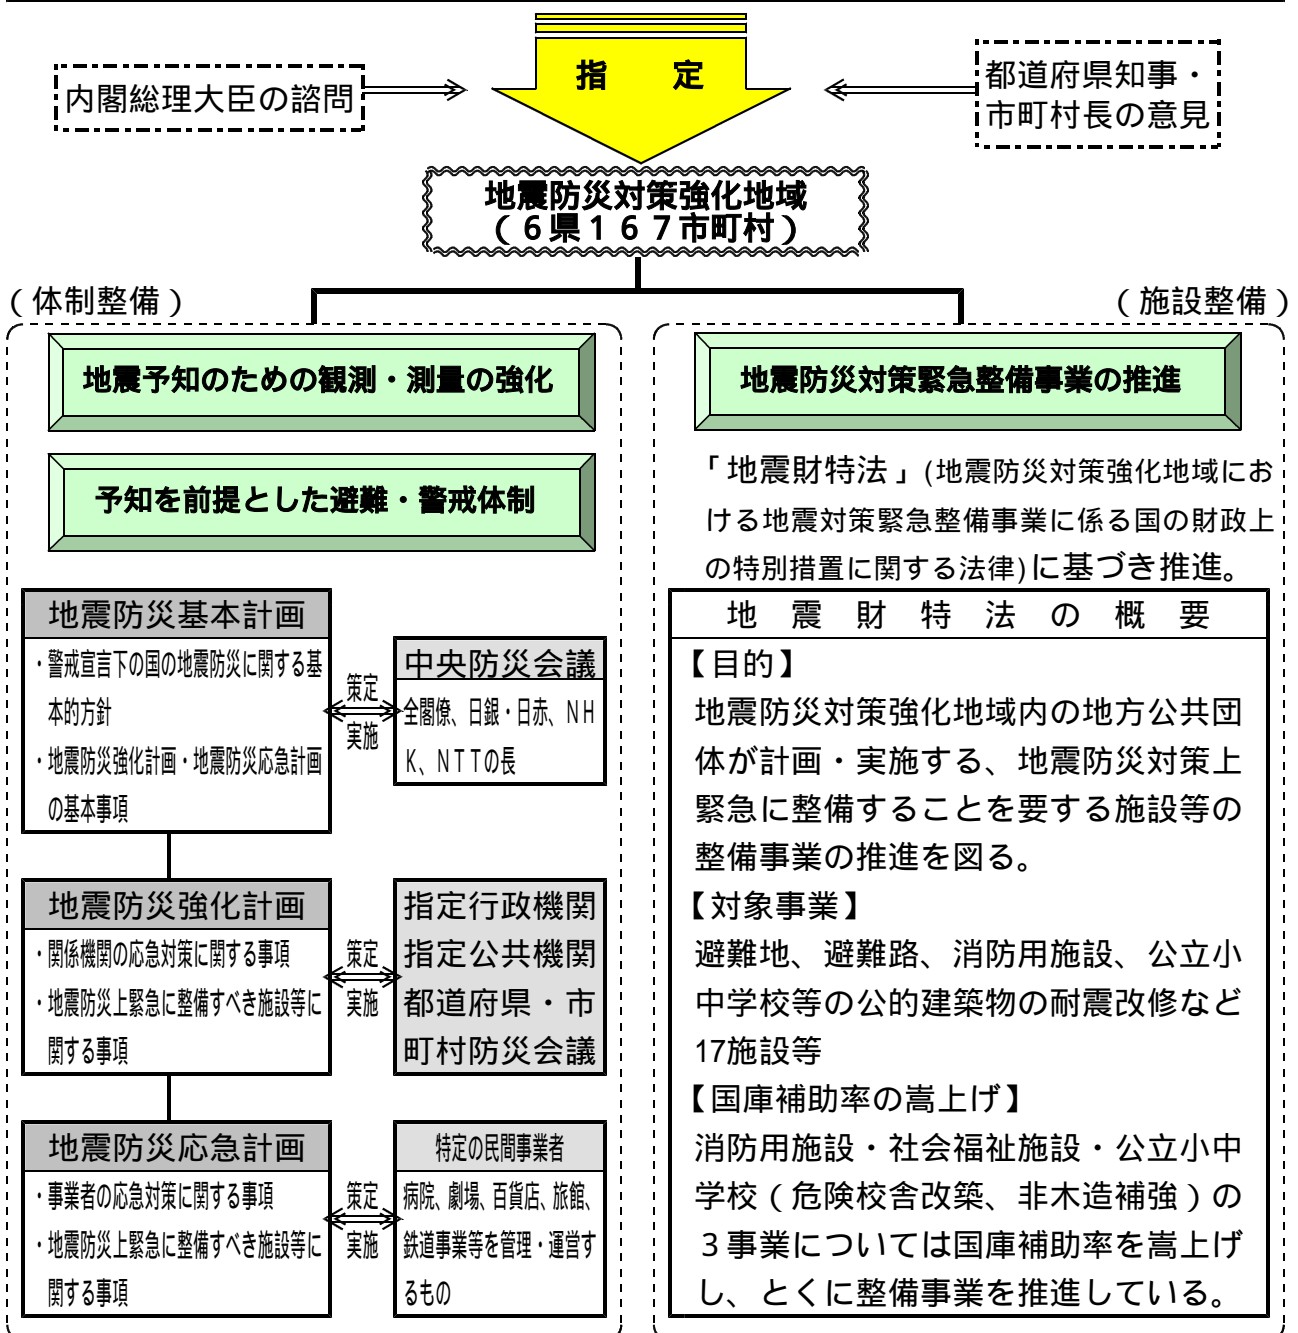 指 定
内閣総理大臣の諮問
都道府県知事・
市町村長の意見
地震防災対策強化地域
(6県167市町村)
(体制整備)
地震予知のための観測・測量の強化
予知を前提とした避難・警戒体制
地震防災基本計画
・警戒宣言下の国の地震防災に関する基
本的方針
・地震防災強化計画・地震防災応急計画
の基本事項
策定
実施
中央防災会議
全閣僚、日銀・日赤、NH
K、NTTの長
地震防災強化計画
・関係機関の応急対策に関する事項
・地震防災上緊急に整備すべき施設等に
関する事項
策定
実施
指定行政機関
指定公共機関
都道府県・市
町村防災会議
地震防災応急計画
・事業者の応急対策に関する事項
・地震防災上緊急に整備すべき施設等に
関する事項
策定
実施
特定の民間事業者
病院、劇場、百貨店、旅館、
鉄道事業等を管理・運営す
るもの
(施設整備)
地震防災対策緊急整備事業の推進
「地震財特法」(地震防災対策強化地域にお
ける地震対策緊急整備事業に係る国の財政上
の特別措置に関する法律)に基づき推進。
地震財特法の概要
【目的】
地震防災対策強化地域内の地方公共団
体が計画・実施する、地震防災対策上
緊急に整備することを要する施設等の
整備事業の推進を図る。
【対象事業】
避難地、避難路、消防用施設、公立小
中学校等の公的建築物の耐震改修など
17施設等
【国庫補助率の嵩上げ】
消防用施設・社会福祉施設・公立小中
学校(危険校舎改築、非木造補強)の
3事業については国庫補助率を嵩上げ
し、とくに整備事業を推進している。